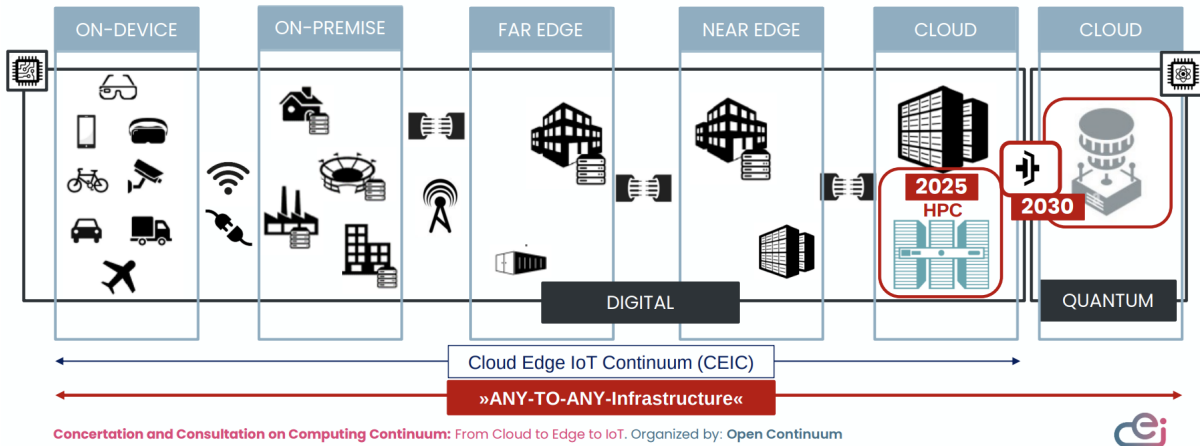 ON-DEVICE
ON-PREMISE
FAR EDGE
NEAR EDGE
CLOUD
CLOUD
2025
HPC
2030
DIGITAL
QUANTUM
Cloud Edge IoT Continuum (CEIC)
»ANY-TO-ANY-Infrastructure«
Concertation and Consultation on Computing Continuum: From Cloud to Edge to IoT. Organized by: Open Continuum
cei